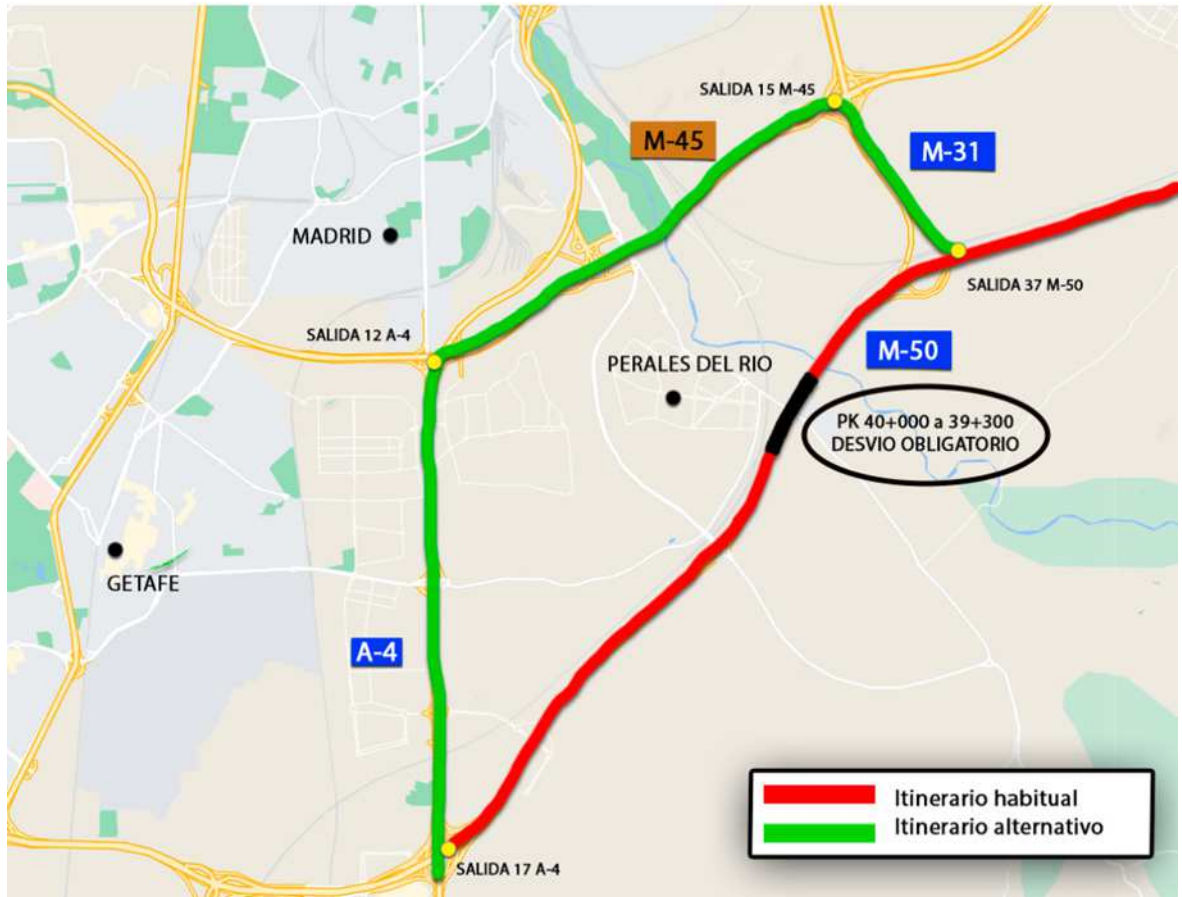 SALIDA 15 M-45
M-45
M-31
MADRID
SALIDA 37 M-50
SALIDA 12 A-4
M-50
PERALES DEL RIO
PK 40+000 a 39+300
DESVIO OBLIGATORIO
GETAFE
A-4
Itinerario habitual
Itinerario alternativo
SALIDA 17 A-4